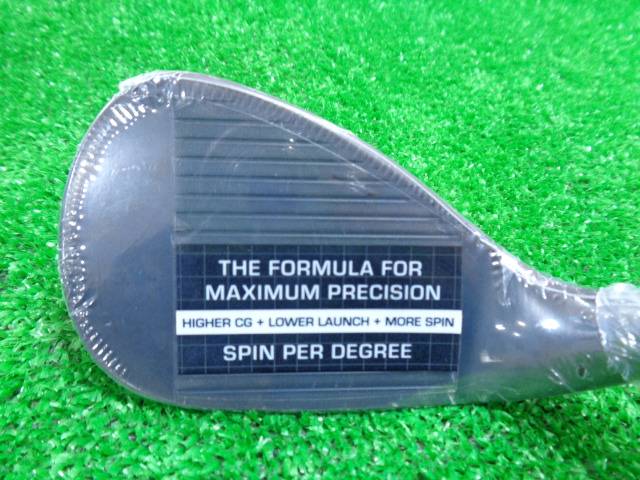 THE FORMULA FOR
MAXIMUM PRECISION
HIGHER CG + LOWER LAUNCH + MORE SPIN
SPIN PER DEGREE